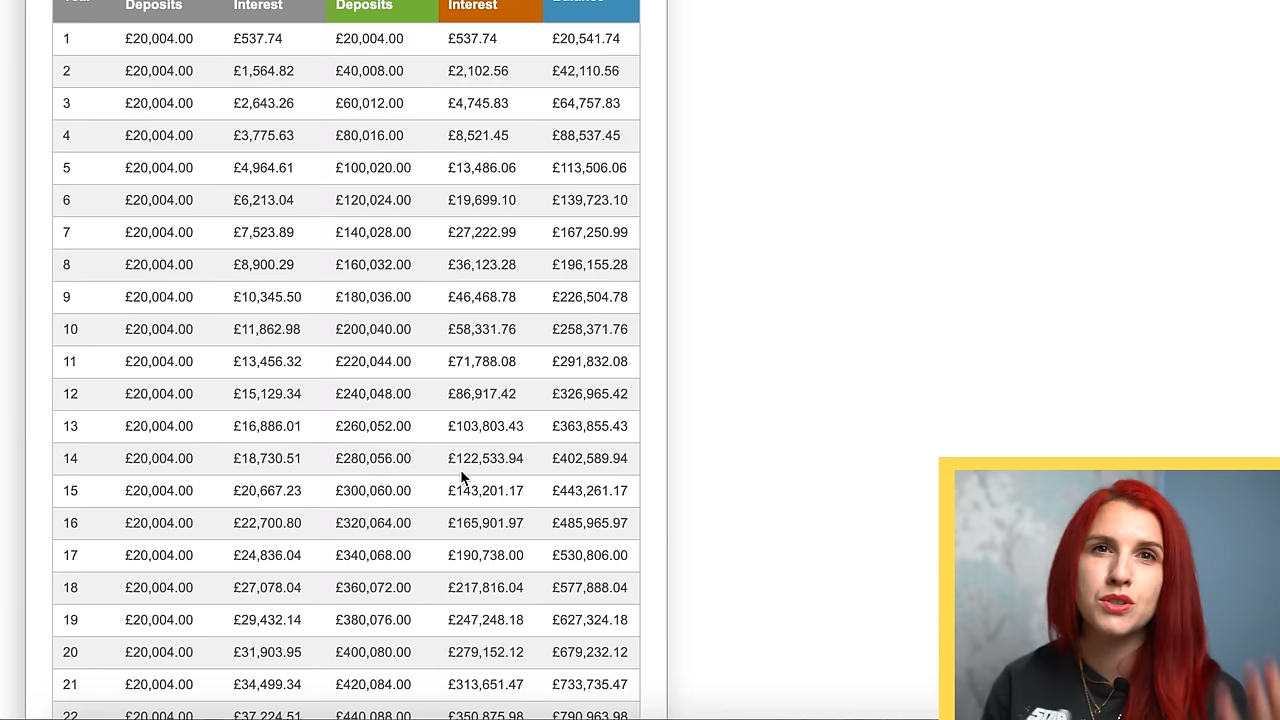 Deposits Interest Deposits Interest
1 £20,004.00 £537.74 £20,004.00 £537.74 £20,541.74
2 £20,004.00 £1,564.82 £40,008.00 £2,102.56 £42,110.56
3 £20,004.00 £2,643.26 £60,012.00 £4,745.83 £64,757.83
4 £20,004.00 £3,775.63 £80,016.00 £8,521.45 £88,537.45
5 £20,004.00 £4,964.61 £100,020.00 £13,486.06 £113,506.06
6 £20,004.00 £6,213.04 £120,024.00 £19,699.10 £139,723.10
7 £20,004.00 £7,523.89 £140,028.00 £27,222.99 £167,250.99
8 £20,004.00 £8,900.29 £160,032.00 £36,123.28 £196,155.28
9 £20,004.00 £10,345.50 £180,036.00 £46,468.78 £226,504.78
10 £20,004.00 £11,862.98 £200,040.00 £58,331.76 £258,371.76
11 £20,004.00 £13,456.32 £220,044.00 £71,788.08 £291,832.08
12 £20,004.00 £15,129.34 £240,048.00 £86,917.42 £326,965.42
13 £20,004.00 £16,886.01 £260,052.00 £103,803.43 £363,855.43
14 £20,004.00 £18,730.51 £280,056.00 £122,533.94 £402,589.94
15 £20,004.00 £20,667.23 £300,060.00 £143,201.17 £443,261.17
16 £20,004.00 £22,700.80 £320,064.00 £165,901.97 £485,965.97
17 £20,004.00 £24,836.04 £340,068.00 £190,738.00 £530,806.00
18 £20,004.00 £27,078.04 £360,072.00 £217,816.04 £577,888.04
19 £20,004.00 £29,432.14 £380,076.00 £247,248.18 £627,324.18
20 £20,004.00 £31,903.95 £400,080.00 £279,152.12 £679,232.12
21 £20,004.00 £34,499.34 £420,084.00 £313,651.47 £733,735.47
22 £20,004.00 £37,224.51 £440,088.00 £350,875.98 £790,963.98